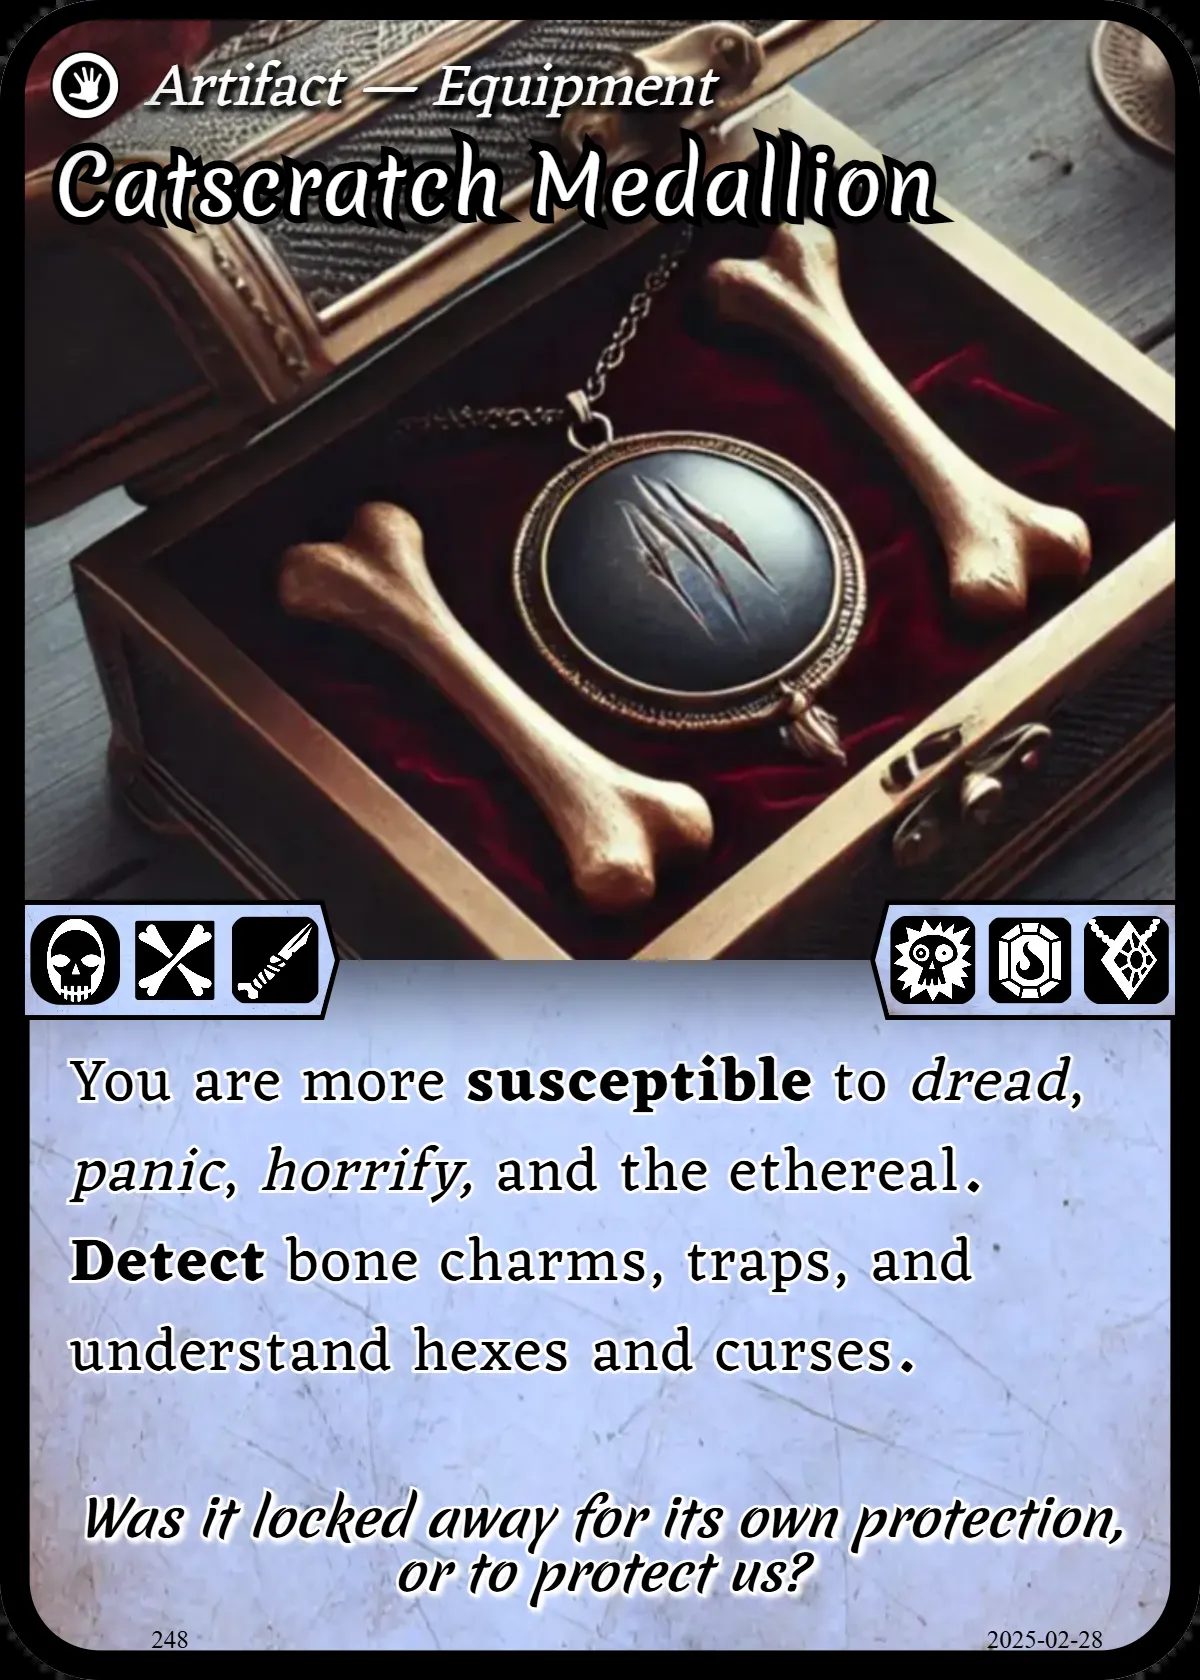 Artifact — Equipment
Catscratch Medallion
You are more susceptible to dread,
panic, horrify, and the ethereal.
Detect bone charms, traps, and
understand hexes and curses.
Was it locked away for its own protection,
or to protect us?
248
2025-02-28